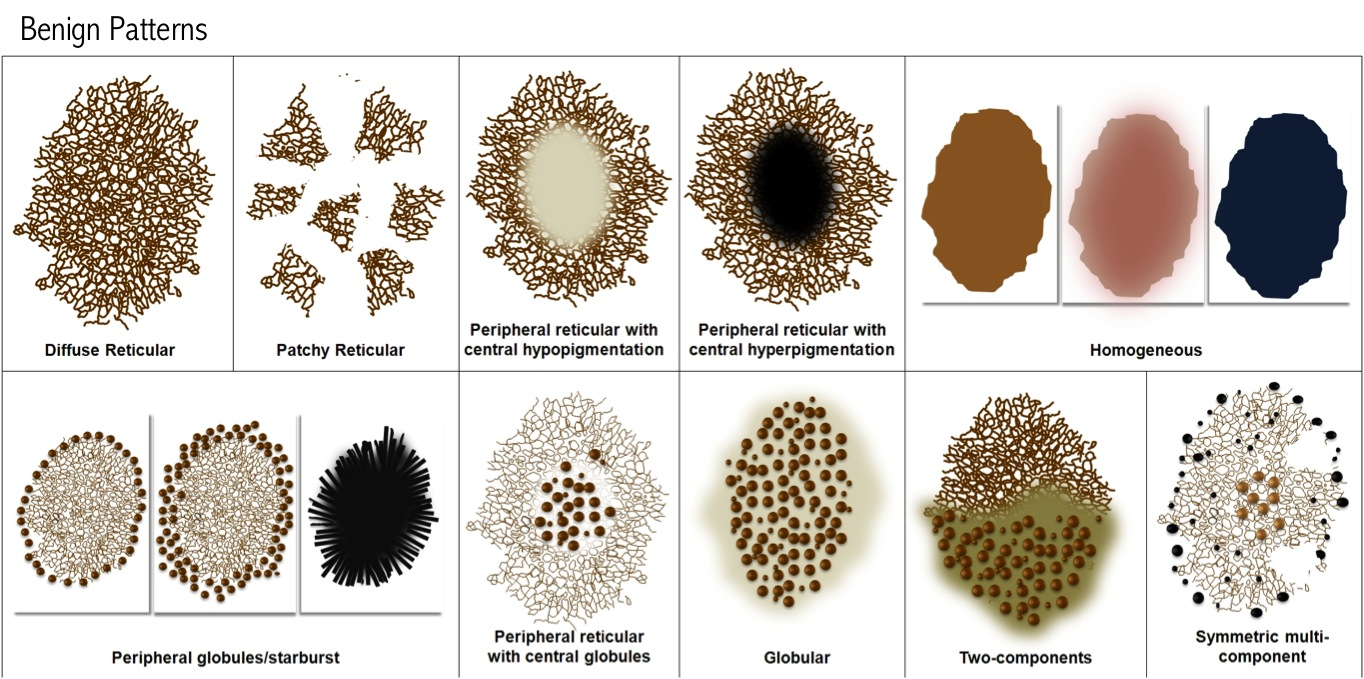 Benign Patterns
Diffuse Reticular
Patchy Reticular
Peripheral reticular with
central hypopigmentation
Peripheral reticular with
central hyperpigmentation
Homogeneous
Peripheral globules/starburst
Peripheral reticular
with central globules
Globular
Two-components
Symmetric multi-
component